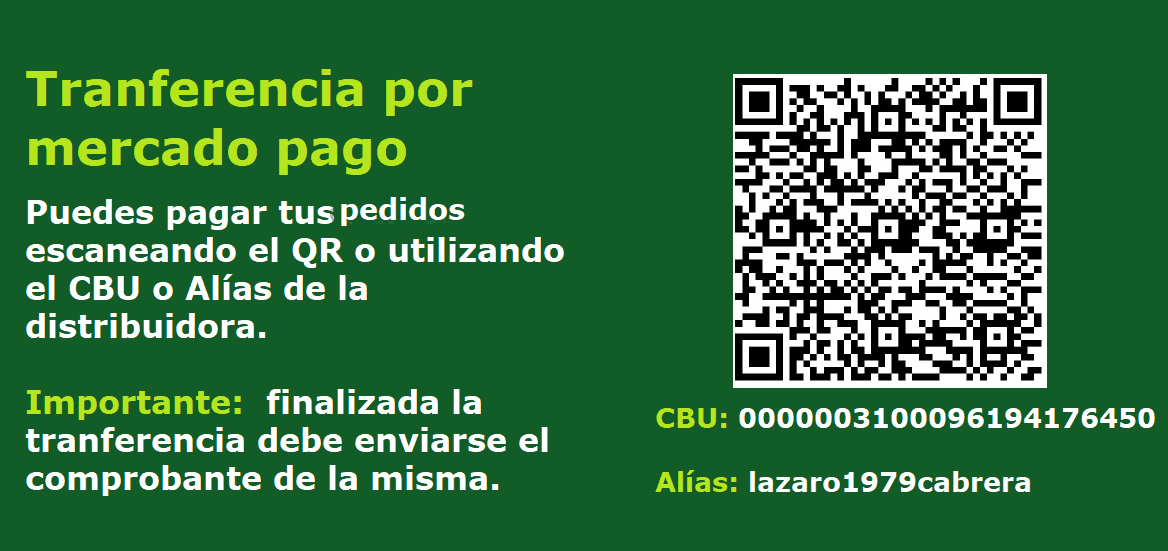 Tranferencia por
mercado pago
Puedes pagar tus pedidos
escaneando el QR o utilizando
el CBU o Alías de la
distribuidora.
Importante: finalizada la
tranferencia debe enviarse el
comprobante de la misma.
CBU: 0000003100096194176450
Alías: lazaro1979cabrera